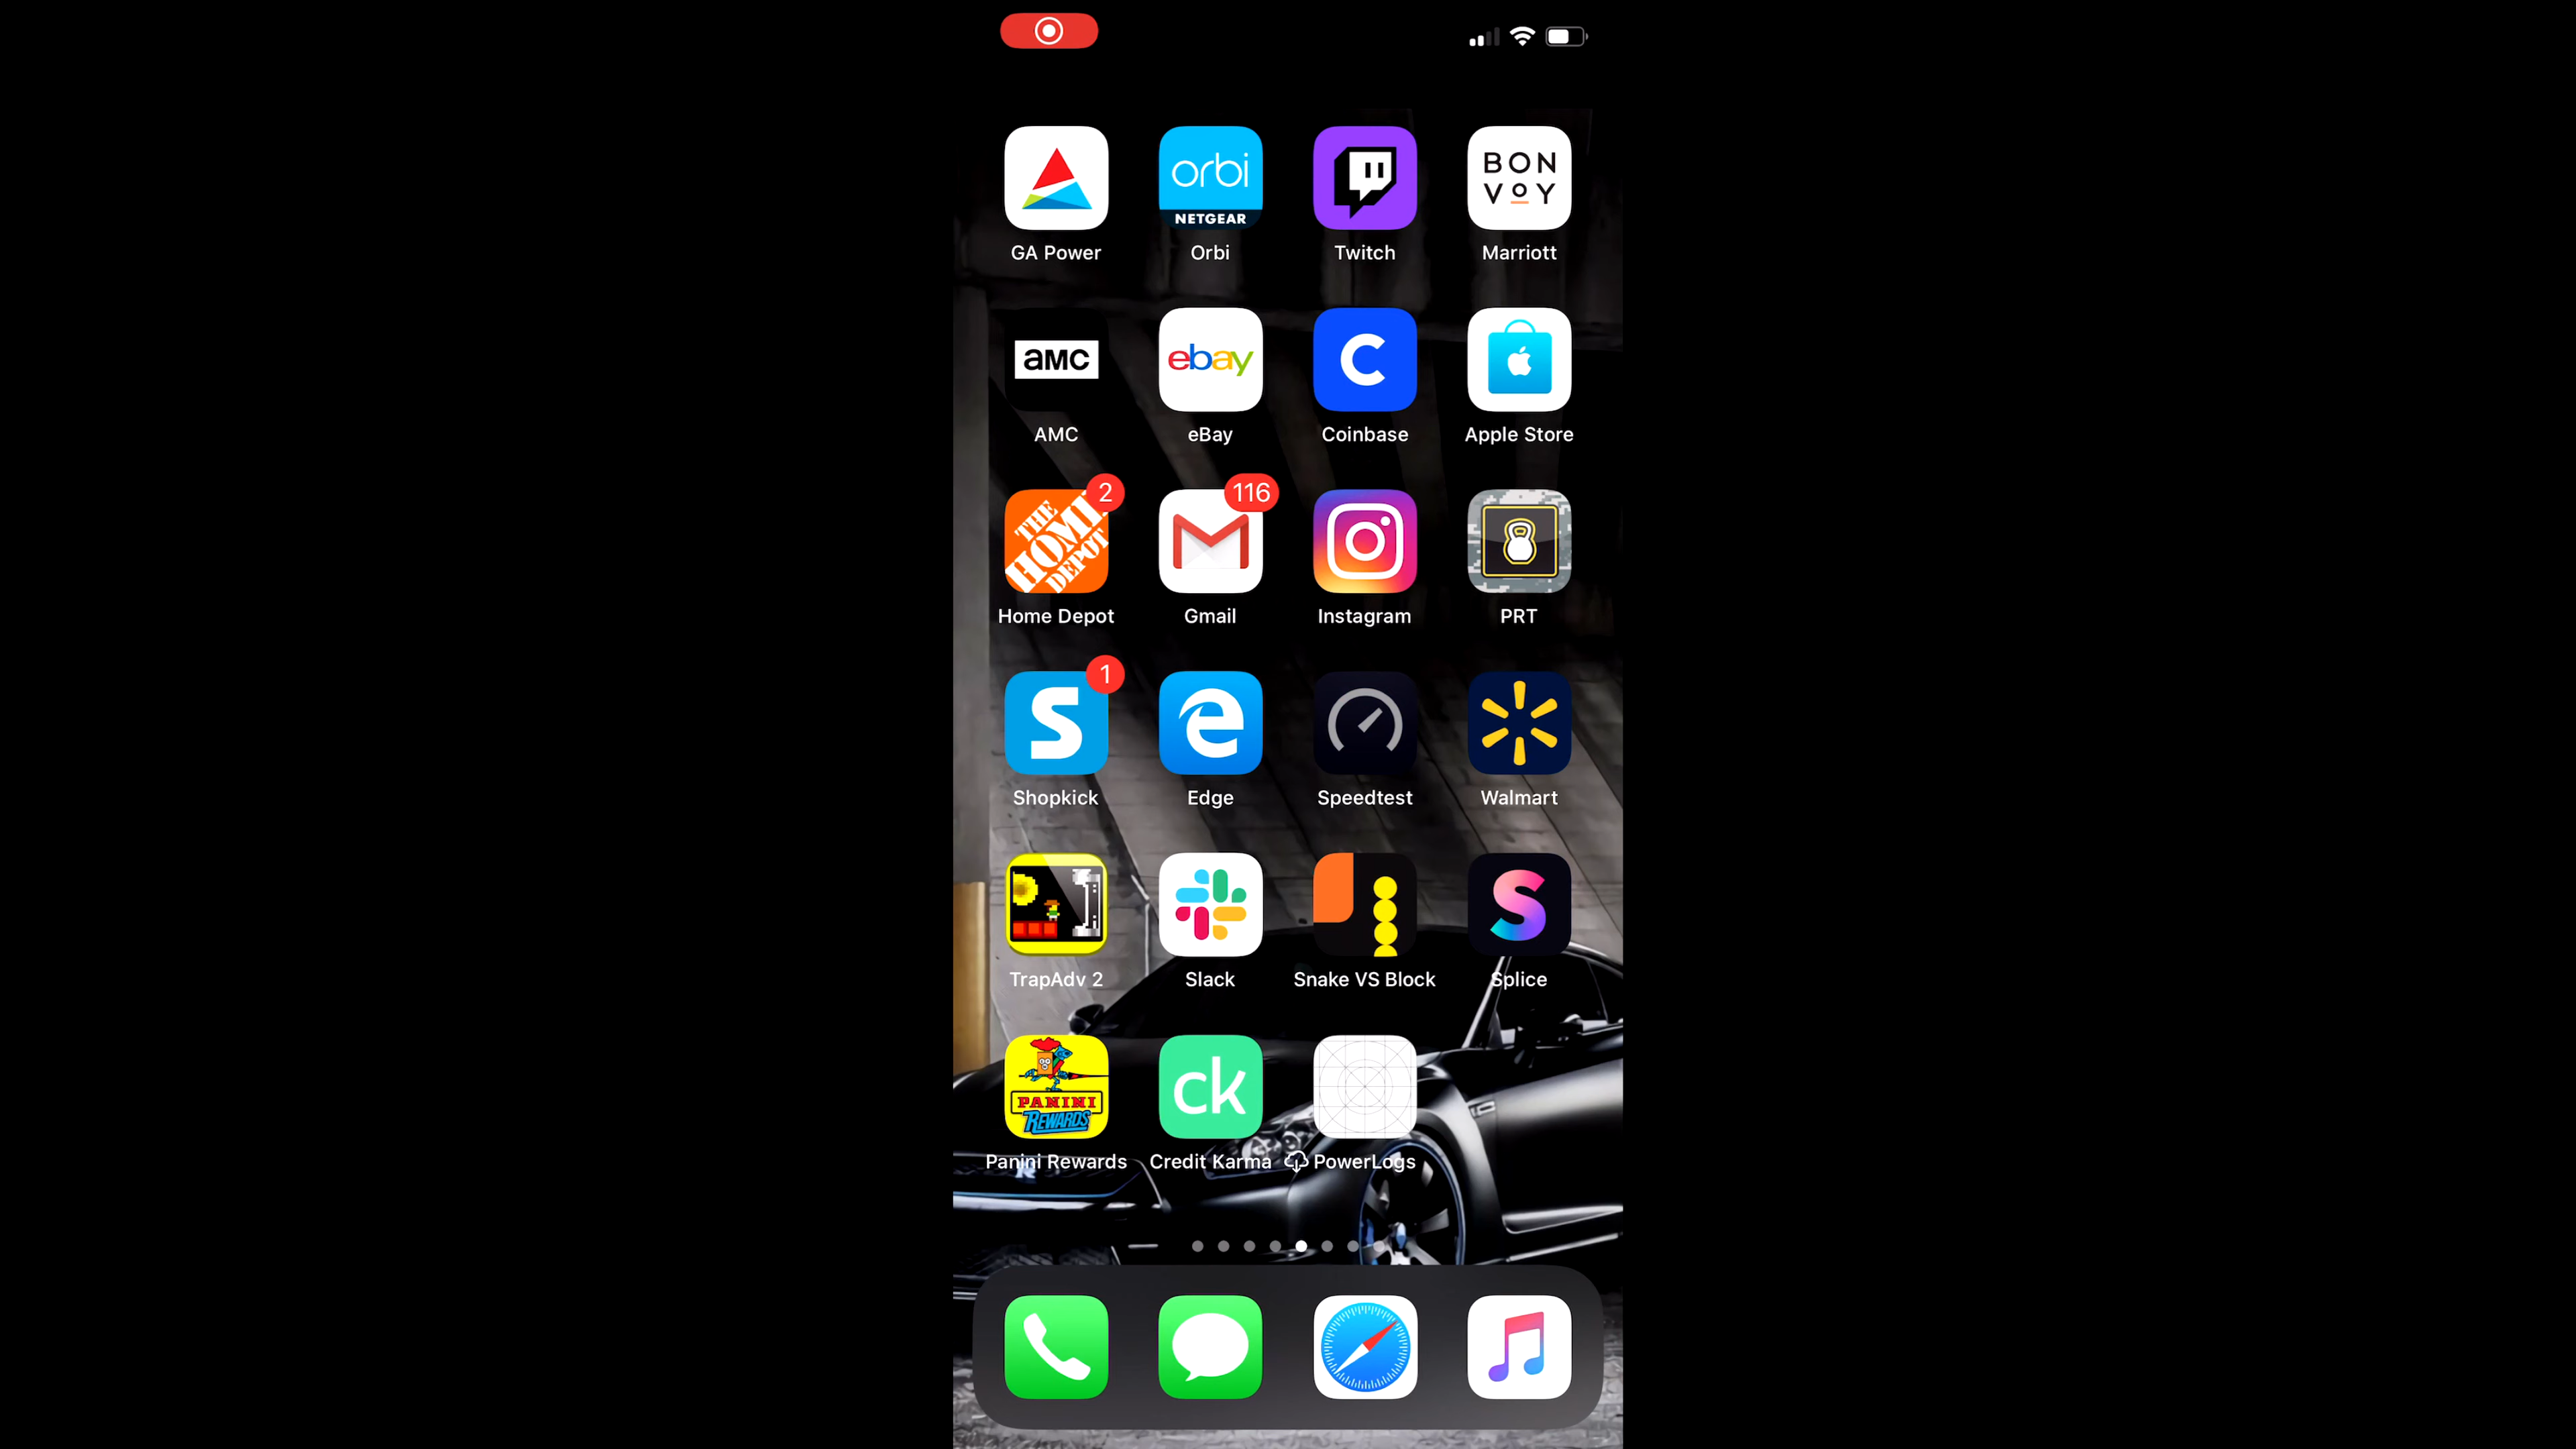 orbi
BON
NETGEAR
VOY
GA Power
Orbi
Twitch
Marriott
aMC
ebay
C
AMC
eBay
Coinbase
Apple Store
2
116
THE
HOME
DEPOT
Home Depot
Gmail
Instagram
PRT
1
S
e
Shopkick
Edge
Speedtest
Walmart
S
TrapAdv 2
Slack
Snake VS Block
Splice
PANINI
REWARDS
ck
Panini Rewards
Credit Karma
PowerLogs